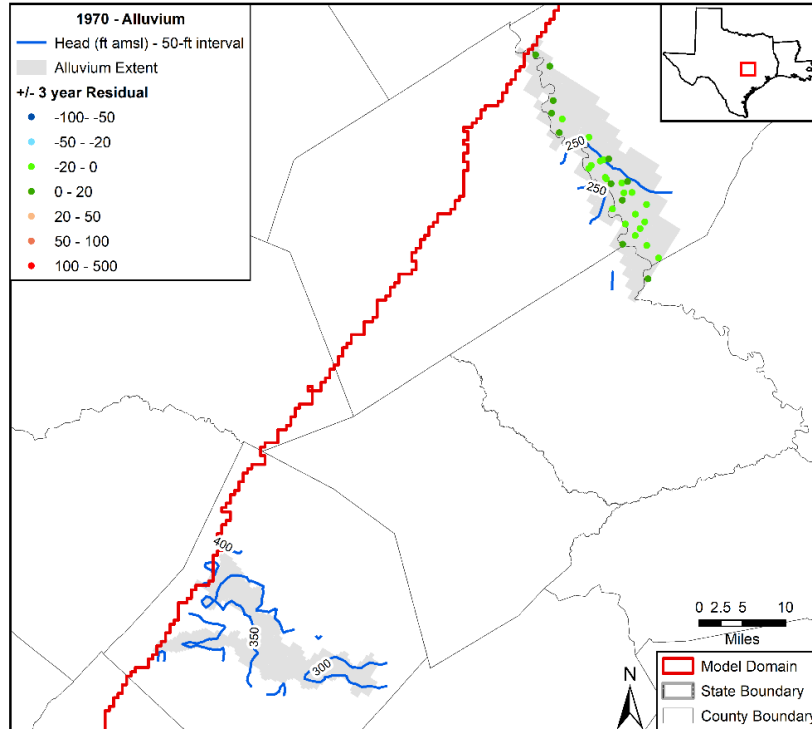 1970 - Alluvium
Head (ft amsl) - 50-ft interval
Alluvium Extent
+/- 3 year Residual
-100- -50
-50 - -20
-20 - 0
0 - 20
20 - 50
50 - 100
100 - 500
250
250
400
350
300
0 2.5 5 10
Miles
N
Model Domain
State Boundary
County Boundary